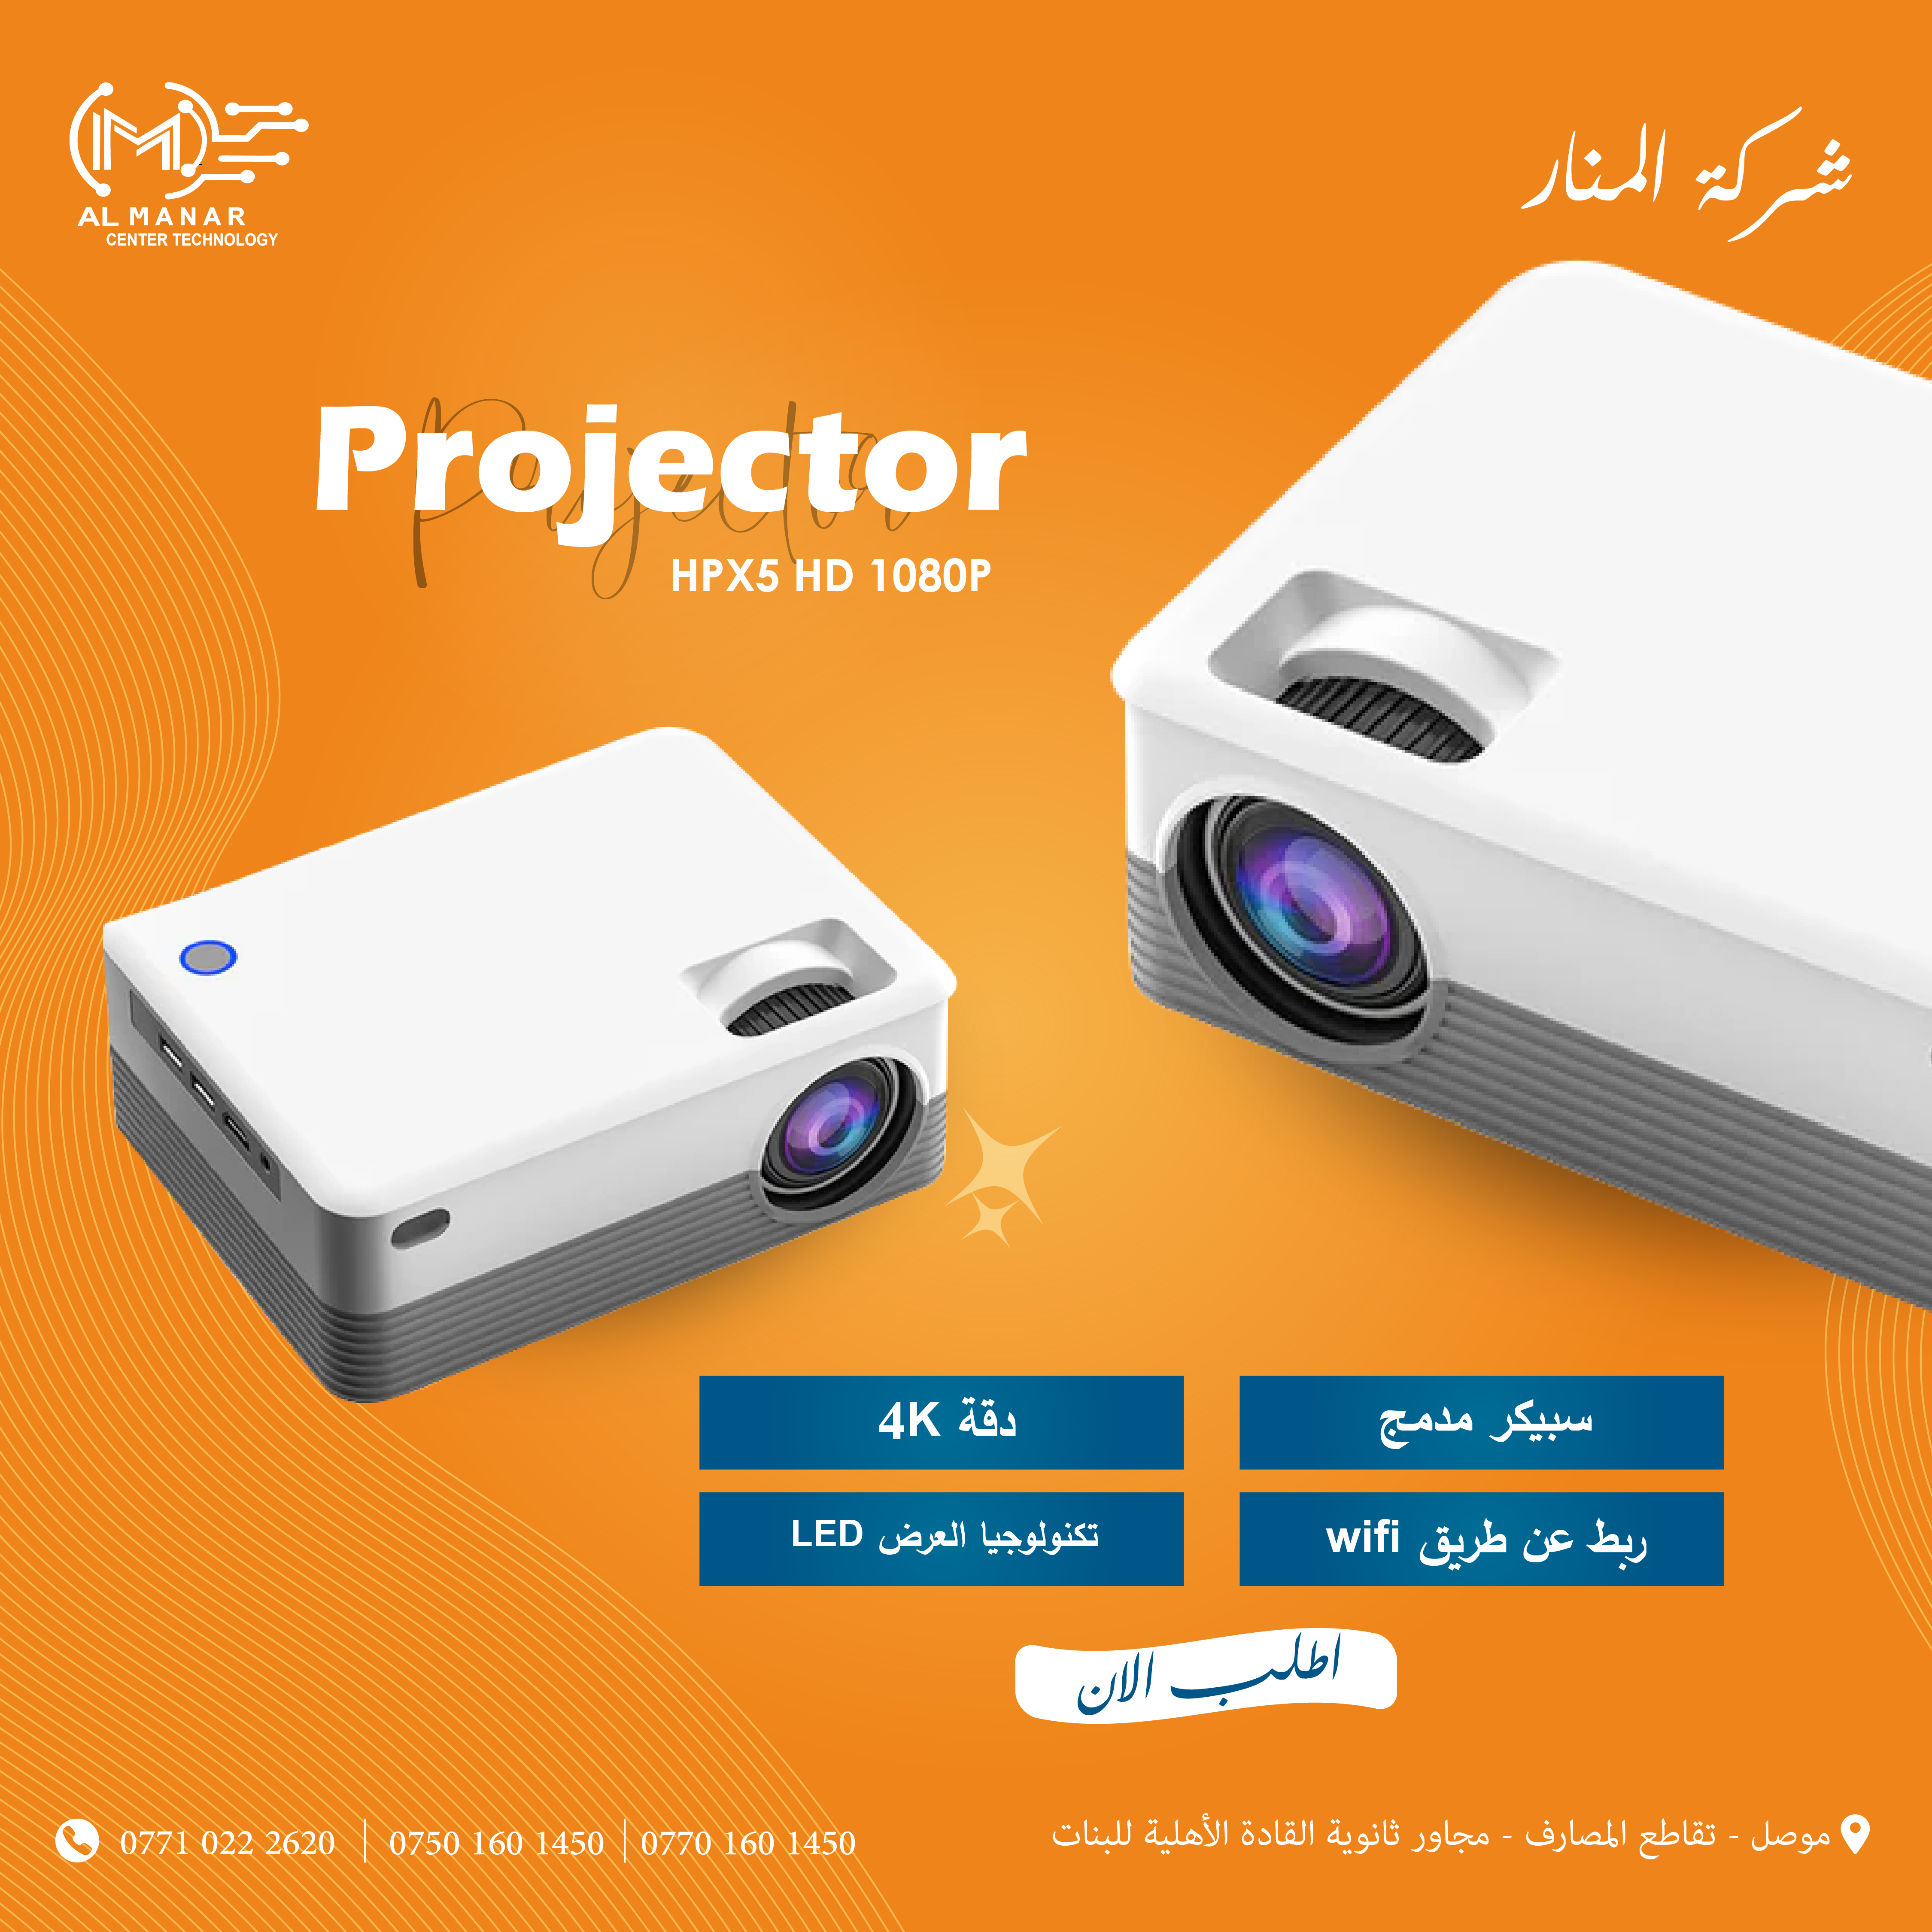 AL MANAR
CENTER TECHNOLOGY
شركة المنار
Projector
Projector
HPX5 HD 1080P
سبيكر مدمج
دقة 4K
ربط عن طريق wifi
تكنولوجيا العرض LED
اطلب الان
موصل - تقاطع المصارف - مجاور ثانوية القادة الأهلية للبنات
0771 022 2620 | 0750 160 1450 | 0770 160 1450